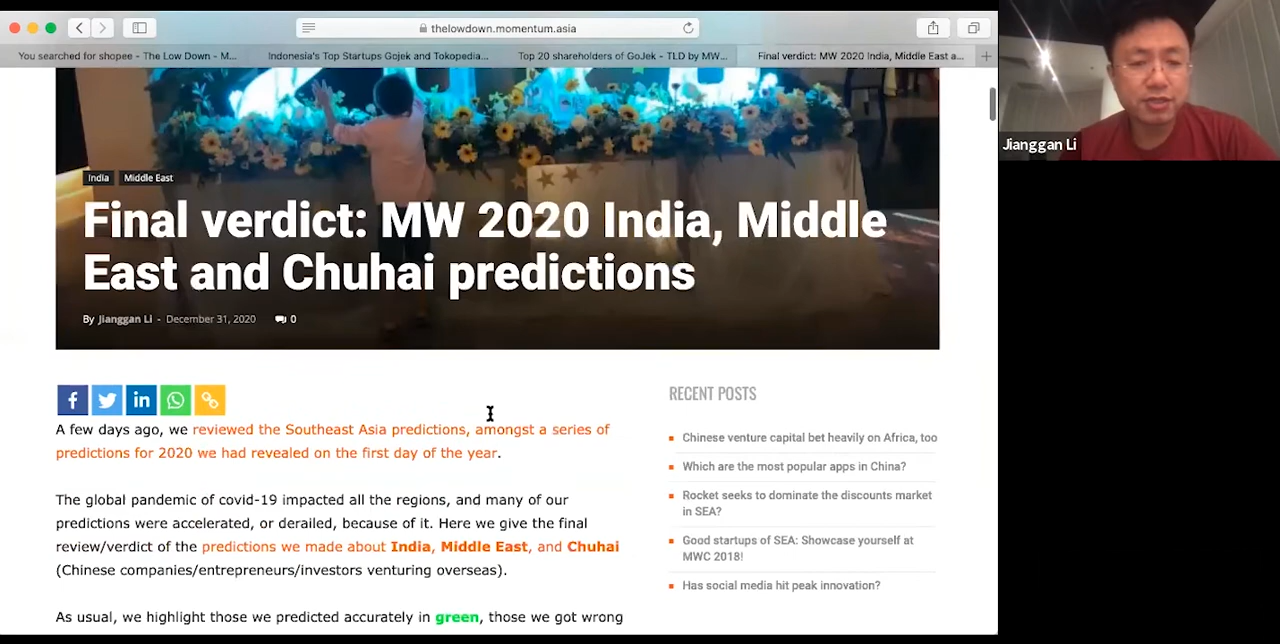 thelowdown.momentum.asia
You searched for shopee - The Low Down - M...
Indonesia's Top Startups Gojek and Tokopedia...
Top 20 shareholders of GoJek - TLD by MW...
Final verdict: MW 2020 India, Middle East a...
Jianggan Li
India
Middle East
Final verdict: MW 2020 India, Middle
East and Chuhai predictions
By Jianggan Li - December 31, 2020 0
A few days ago, we reviewed the Southeast Asia predictions, amongst a series of
predictions for 2020 we had revealed on the first day of the year.
The global pandemic of covid-19 impacted all the regions, and many of our
predictions were accelerated, or derailed, because of it. Here we give the final
review/verdict of the predictions we made about India, Middle East, and Chuhai
(Chinese companies/entrepreneurs/investors venturing overseas).
As usual, we highlight those we predicted accurately in green, those we got wrong
RECENT POSTS
Chinese venture capital bet heavily on Africa, too
Which are the most popular apps in China?
Rocket seeks to dominate the discounts market
in SEA?
Good startups of SEA: Showcase yourself at
MWC 2018!
Has social media hit peak innovation?